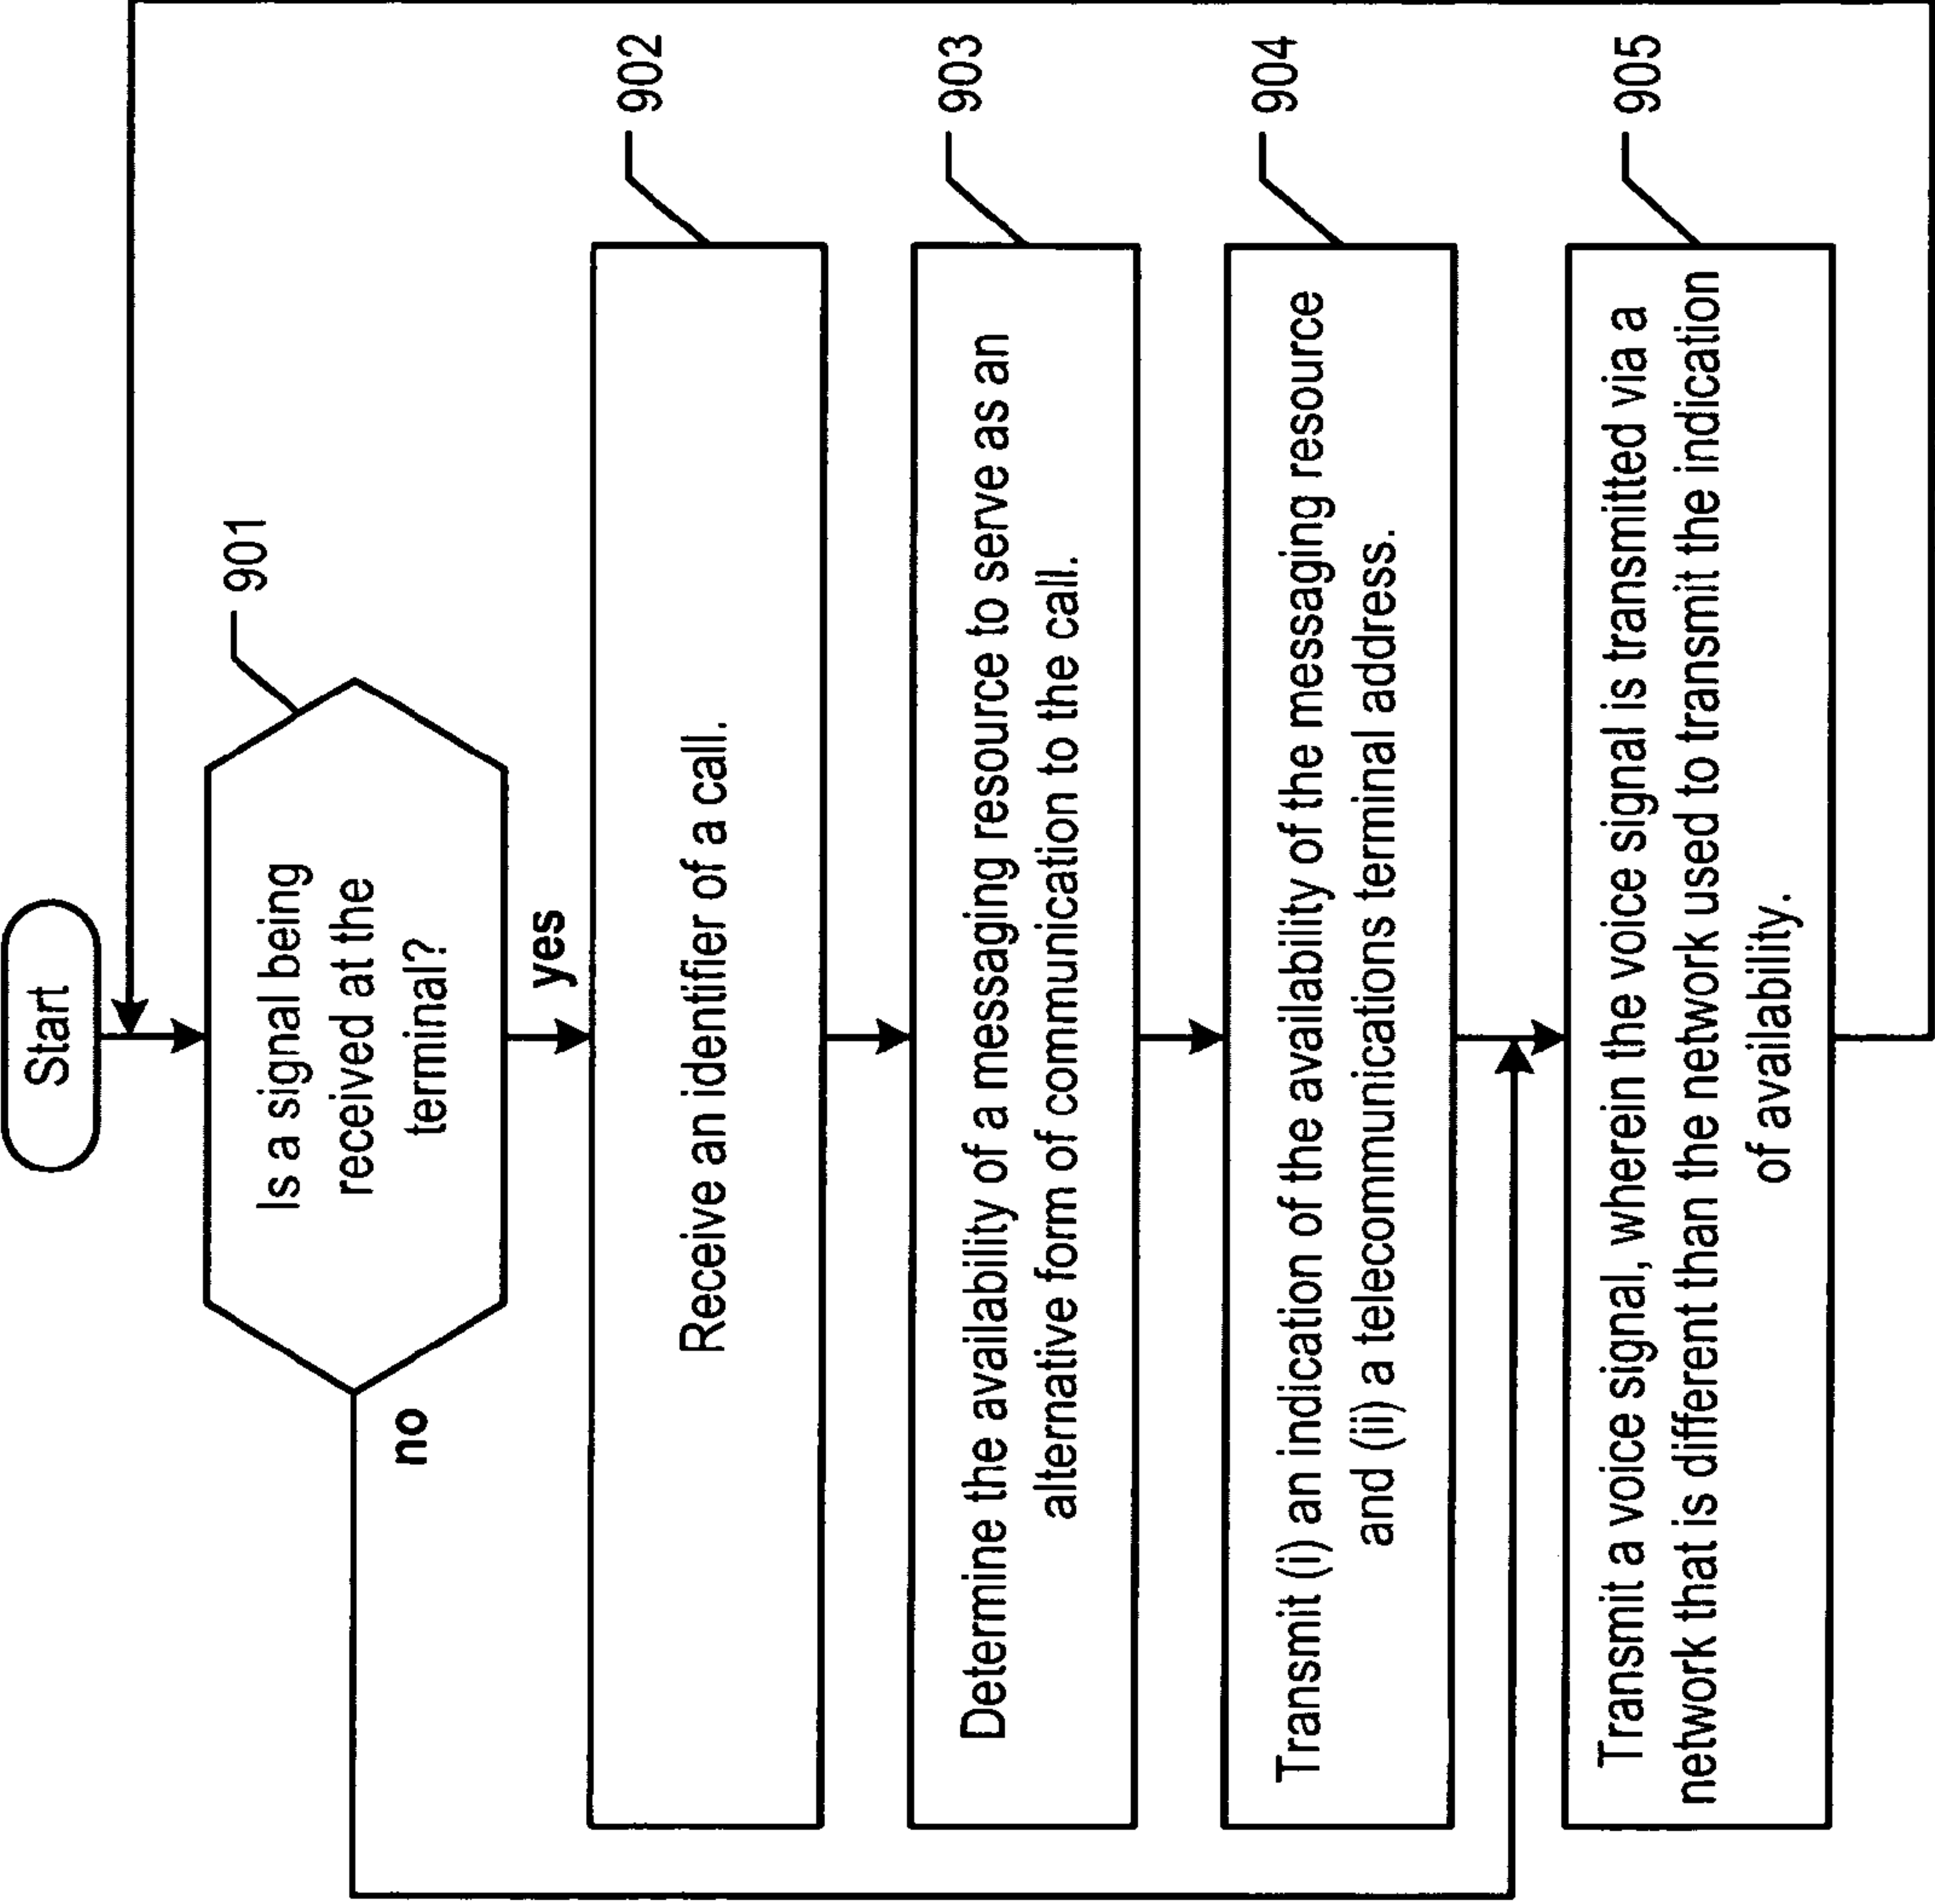 Start
901
Is a signal being
received at the
terminal?
no
yes
902
Receive an identifier of a call.
903
Determine the availability of a messaging resource to serve as an
alternative form of communication to the call.
904
Transmit (i) an indication of the availability of the messaging resource
and (ii) a telecommunications terminal address.
905
Transmit a voice signal, wherein the voice signal is transmitted via a
network that is different than the network used to transmit the indication
of availability.